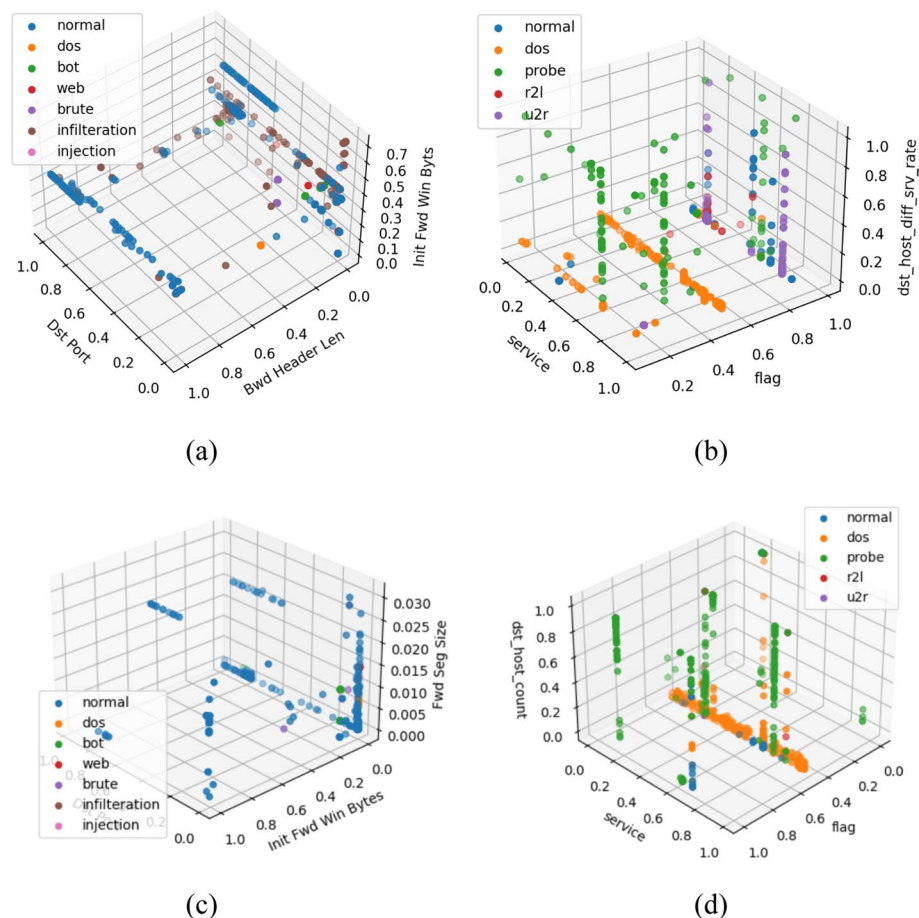 normal
dos
bot
web
brute
infilteration
injection
0.7
0.6
0.5
0.4
0.3
0.2
0.1
0.0
Init Fwd Win Byts
1.0
0.8
0.6
0.4
0.2
0.0
Dst Port
1.0
0.8
0.6
0.4
0.2
0.0
Bwd Header Len
(a)
normal
dos
probe
r2l
u2r
1.0
0.8
0.6
0.4
0.2
0.0
dst_host_diff_srv_rate
0.0
0.2
0.4
0.6
0.8
1.0
service
0.2
0.4
0.6
0.8
1.0
flag
(b)
0.030
0.025
0.020
0.015
0.010
0.005
0.000
Fwd Seg Size
normal
dos
bot
web
brute
infilteration
injection
1.0
0.8
0.2
0.0
1.0
0.8
0.6
0.4
0.2
0.0
Init Fwd Win Bytes
(c)
normal
dos
probe
r2l
u2r
1.0
0.8
0.6
0.4
0.2
0.0
dst_host_count
0.0
0.2
0.4
0.6
0.8
1.0
service
0.0
0.2
0.4
0.6
0.8
1.0
flag
(d)